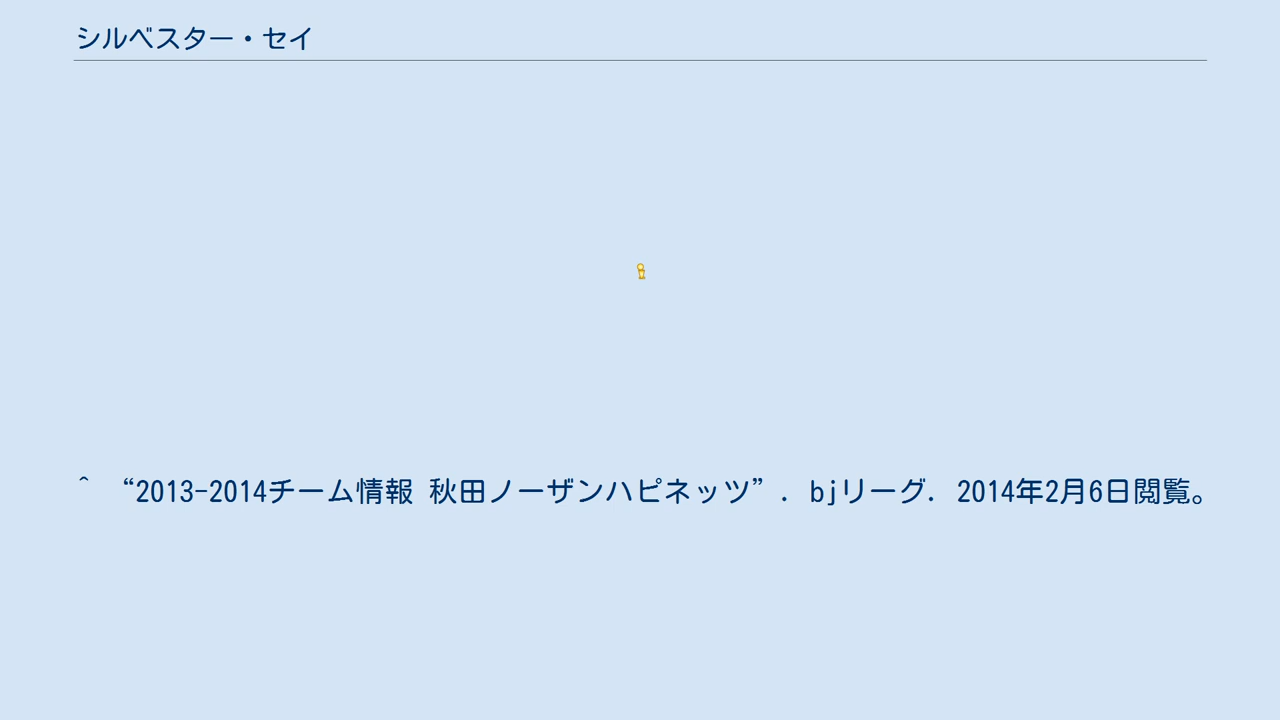 シルベスター・セイ
^ “2013-2014チーム情報 秋田ノーザンハピネッツ”. bjリーグ. 2014年2月6日閲覧。